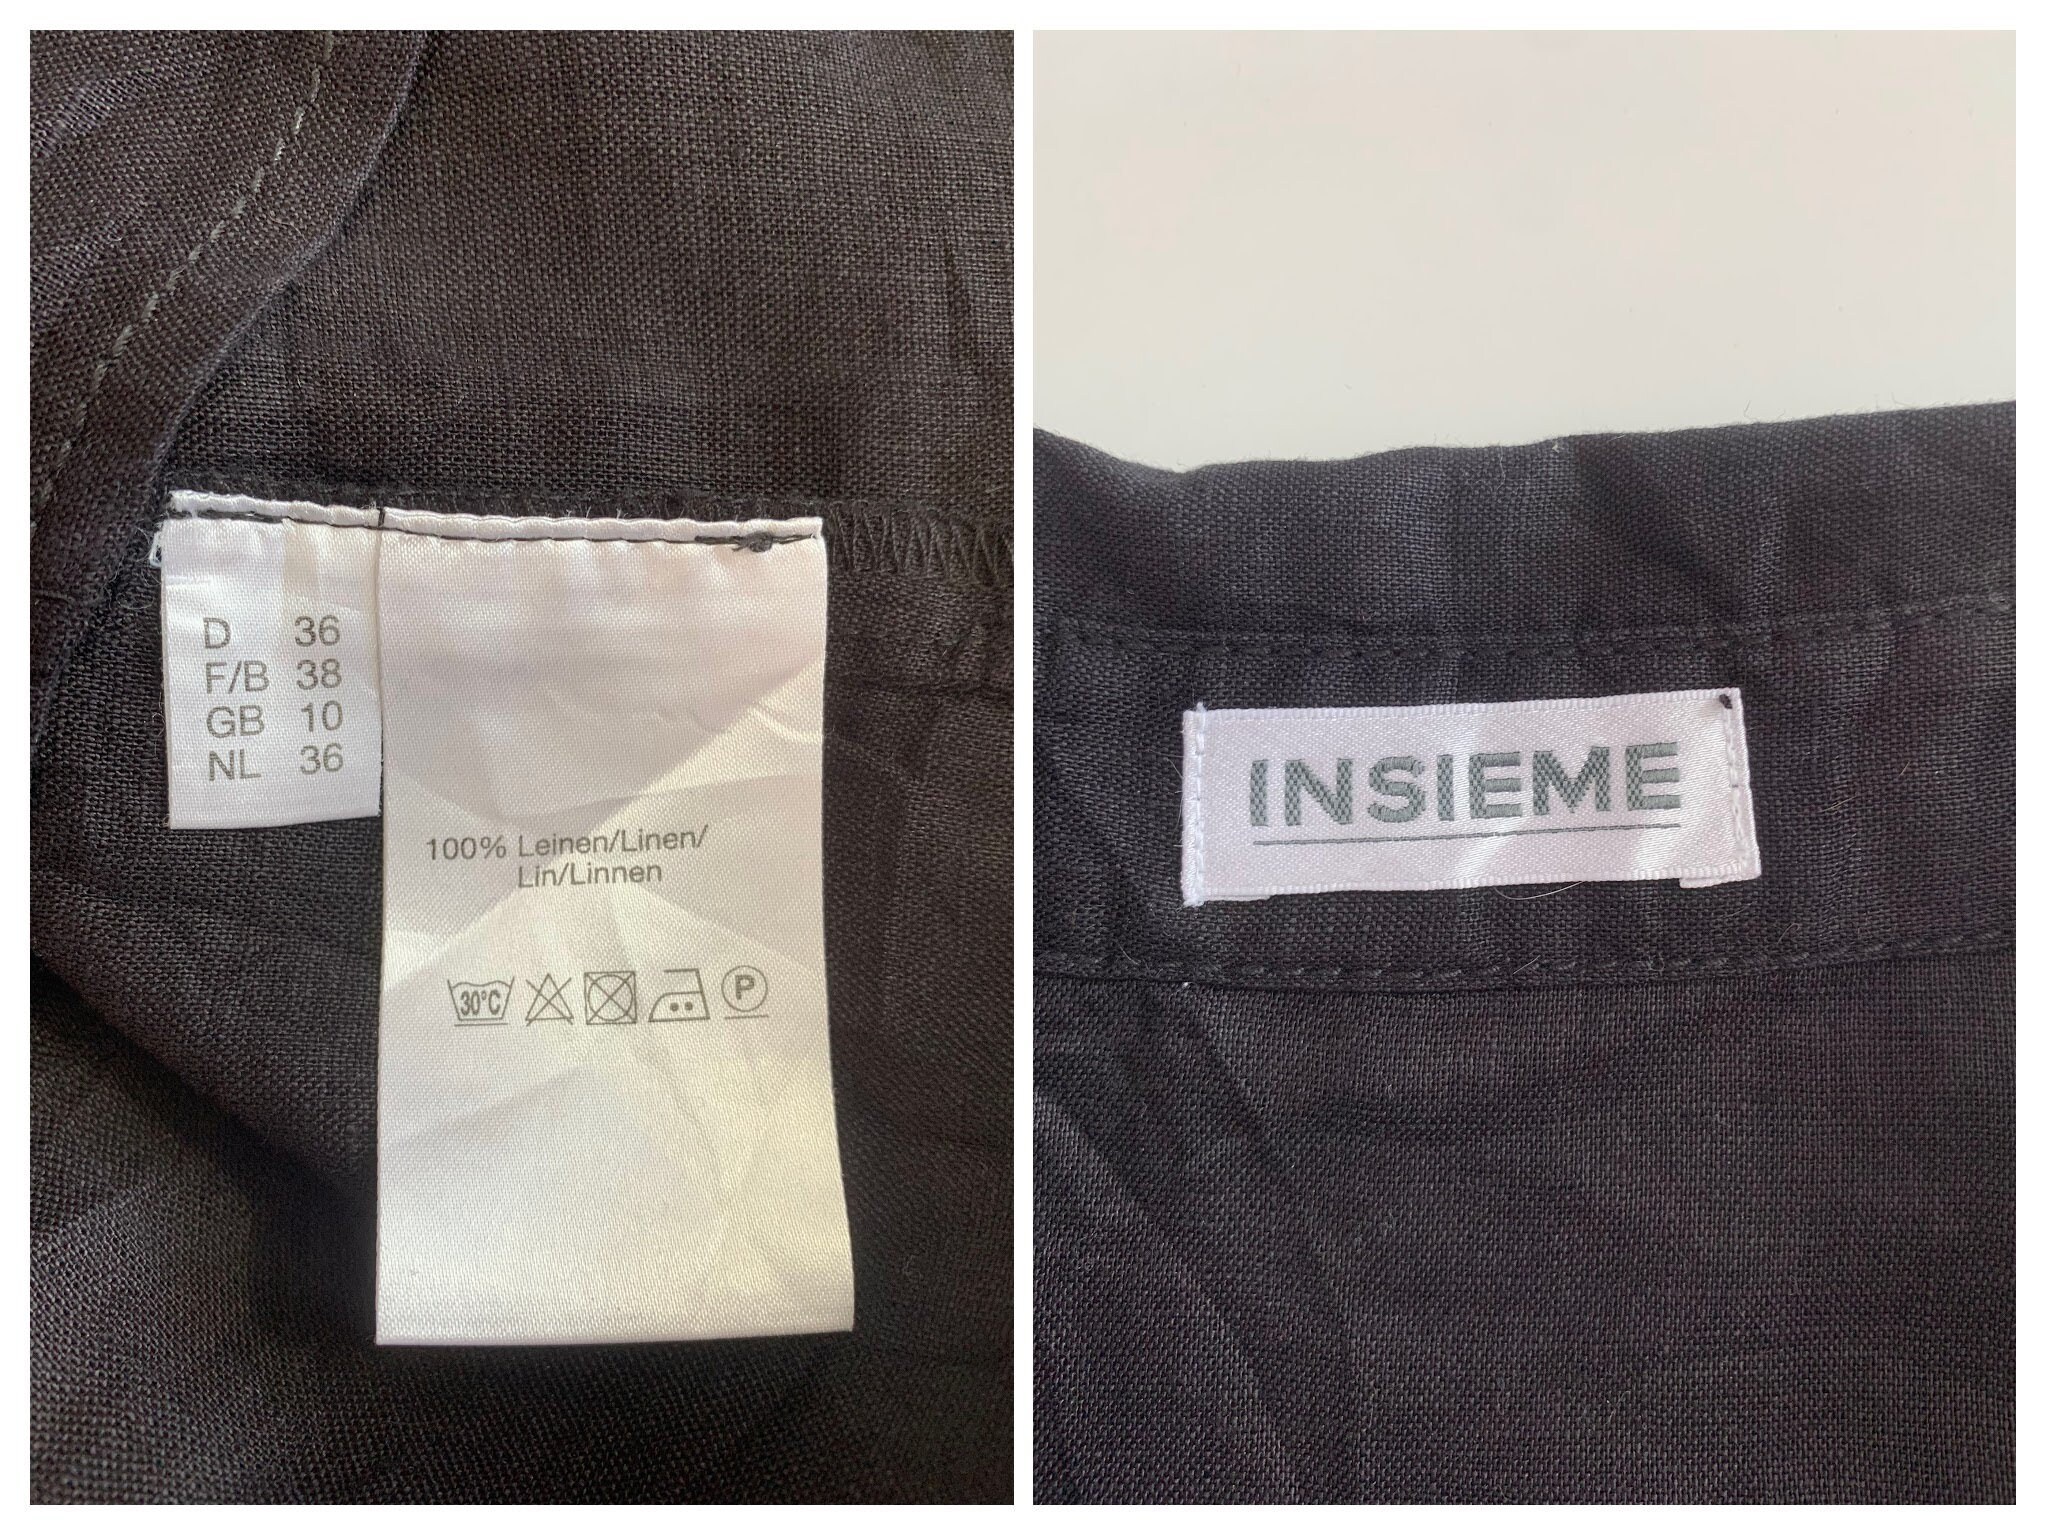 D 36
F/B 38
GB 10
NL 36
100% Leinen/Linen/
Lin/Linnen
30°C P
INSIEME